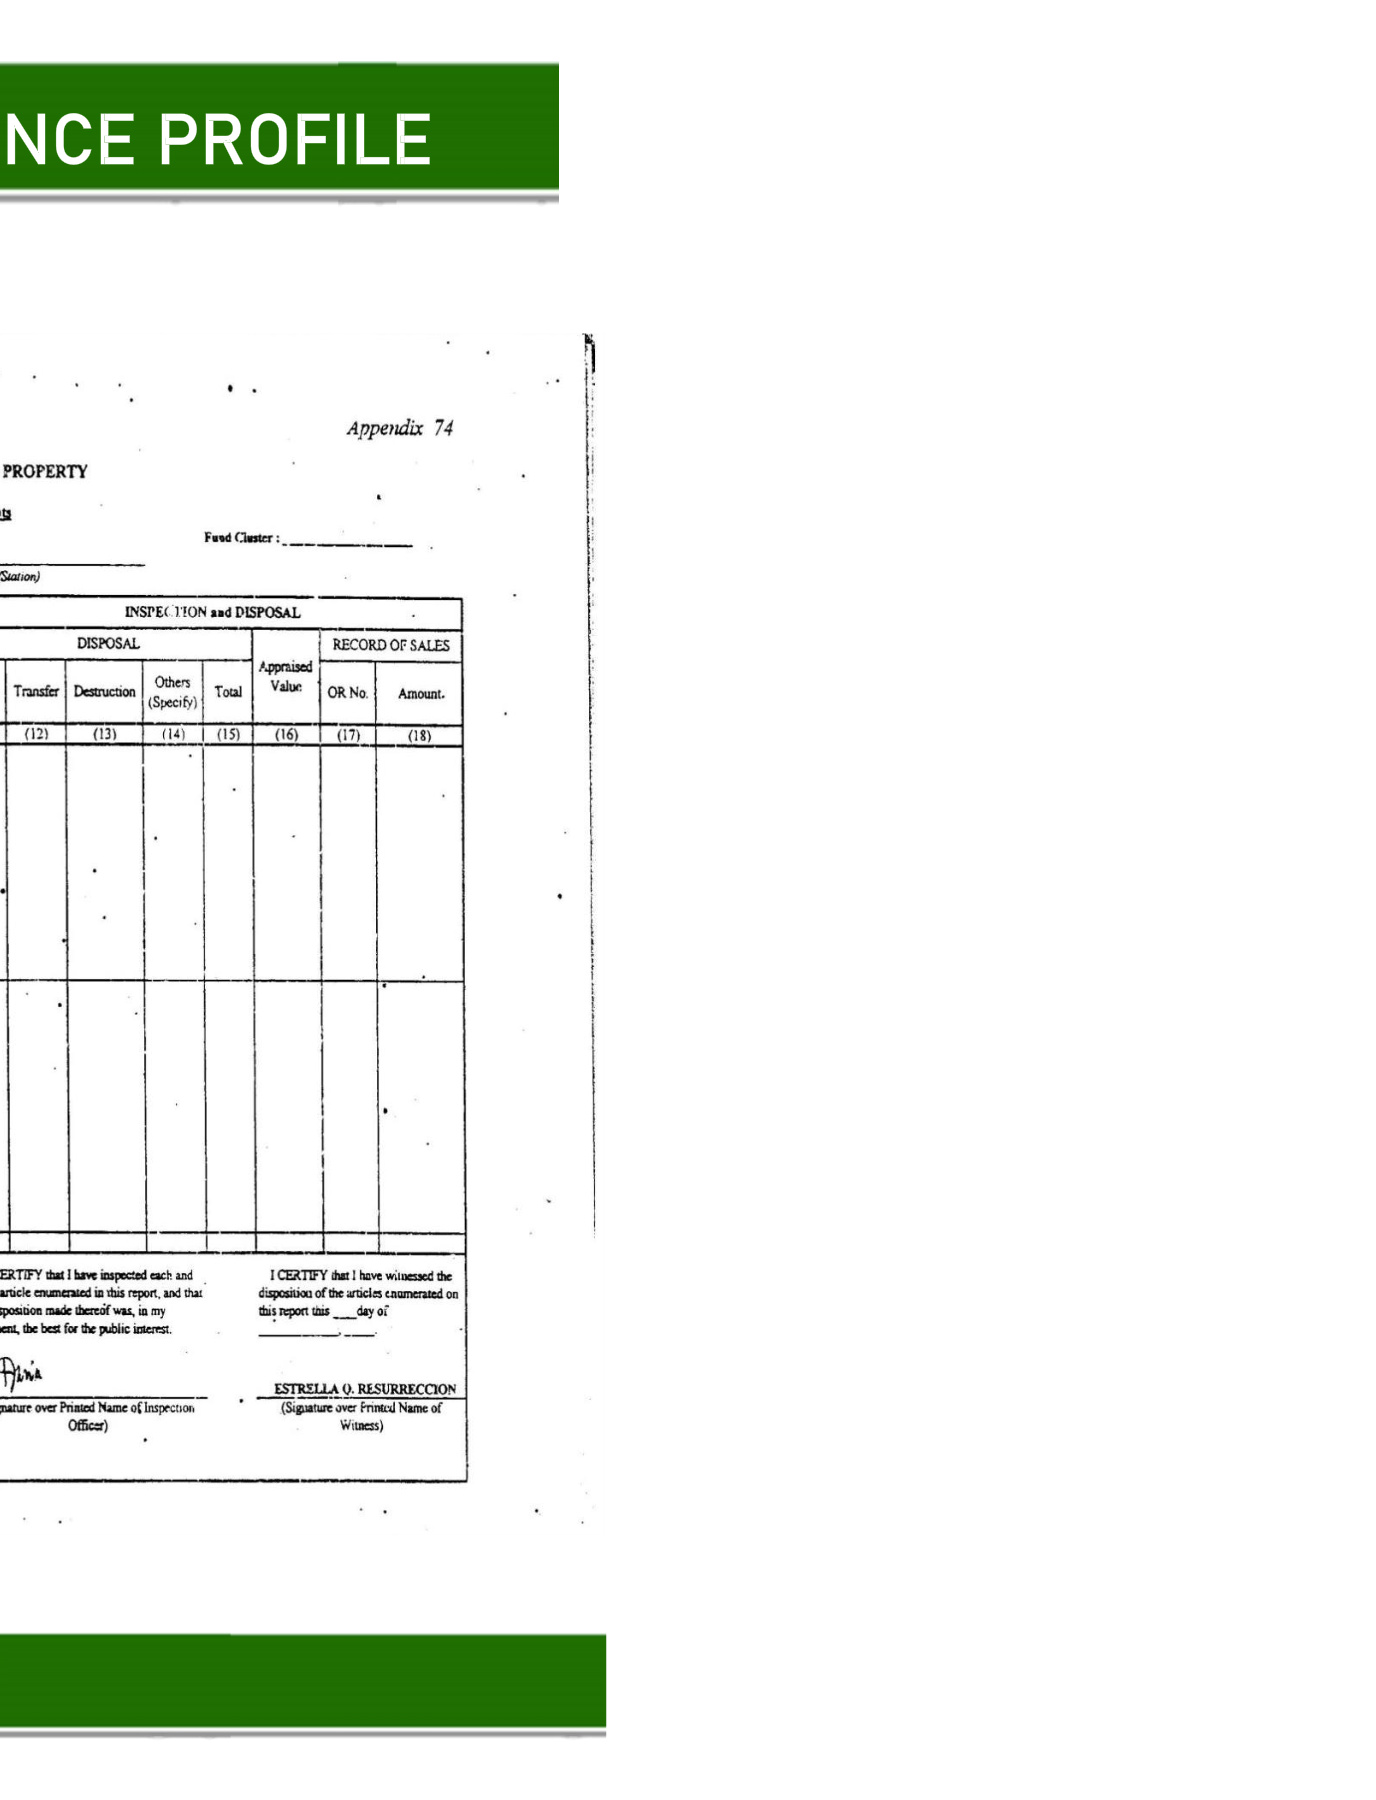 NCE PROFILE
Appendix 74
PROPERTY
ts
Fund Cluster :
/Station)
INSPECTION and DISPOSAL
DISPOSAL
Appraised Value
RECORD OF SALES
Transfer
Destruction
Others (Specify)
Total
OR No.
Amount.
(12)
(13)
(14)
(15)
(16)
(17)
(18)
ERTIFY that I have inspected each and
article enumerated in this report, and that
sposition made thereof was, in my
ent, the best for the public interest.
I CERTIFY that I have witnessed the
disposition of the articles enumerated on
this report this ___day of
__________, ____.
nature over Printed Name of Inspection
Officer)
ESTRELLA Q. RESURRECCION
(Signature over Printed Name of
Witness)